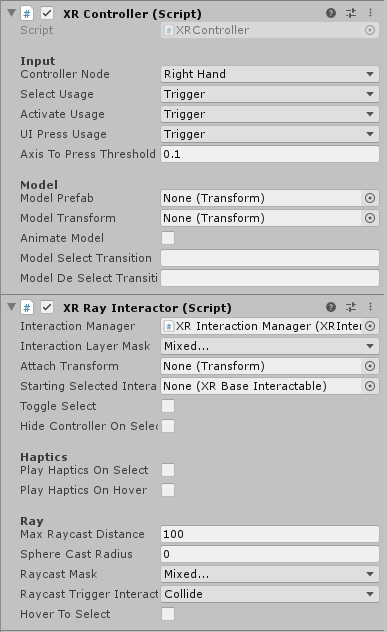 XR Controller (Script)
Script
XRController
Input
Controller Node Right Hand
Select Usage Trigger
Activate Usage Trigger
UI Press Usage Trigger
Axis To Press Threshold 0.1
Model
Model Prefab None (Transform)
Model Transform None (Transform)
Animate Model
Model Select Transition
Model De Select Transiti
XR Ray Interactor (Script)
Interaction Manager XR Interaction Manager (XRInter
Interaction Layer Mask Mixed...
Attach Transform None (Transform)
Starting Selected Intera None (XR Base Interactable)
Toggle Select
Hide Controller On Selec
Haptics
Play Haptics On Select
Play Haptics On Hover
Ray
Max Raycast Distance 100
Sphere Cast Radius 0
Raycast Mask Mixed...
Raycast Trigger Interact Collide
Hover To Select